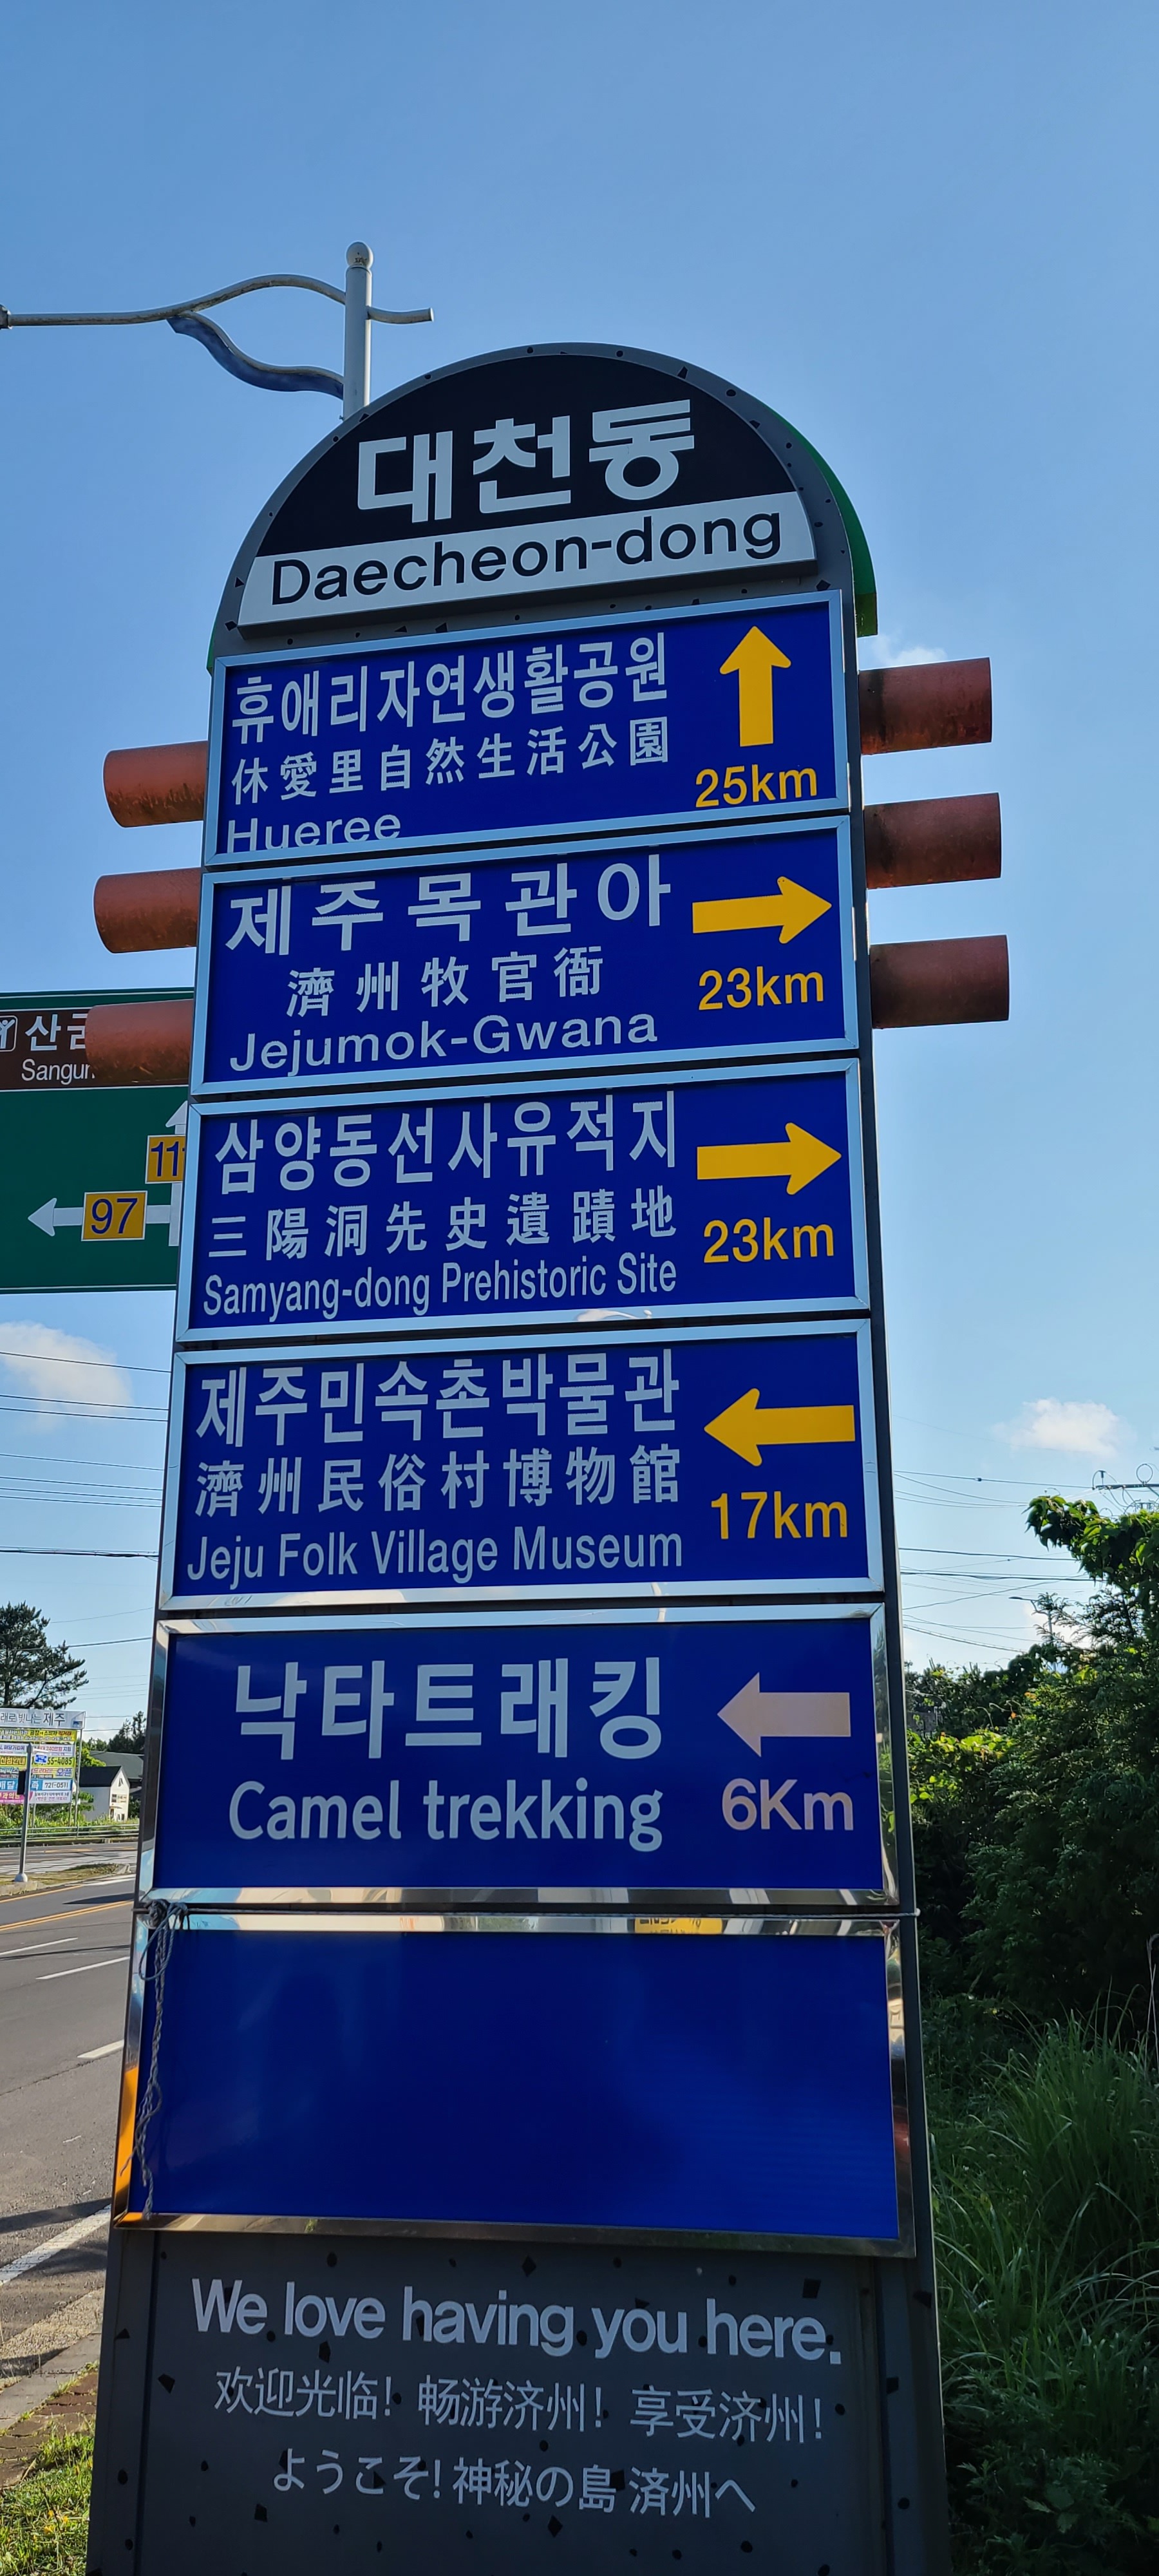 대천동
Daecheon-dong
휴애리자연생활공원
休愛里自然生活公園
Hueree
25km
제주목관아
濟州牧官衙
Jejumok-Gwana
23km
삼양동선사유적지
三陽洞先史遺蹟地
Samyang-dong Prehistoric Site
23km
제주민속촌박물관
濟州民俗村博物館
Jeju Folk Village Museum
17km
낙타트래킹
Camel trekking
6Km
We love having you here.
欢迎光临! 畅游济州! 享受济州!
ようこそ! 神秘の島 済州へ
97